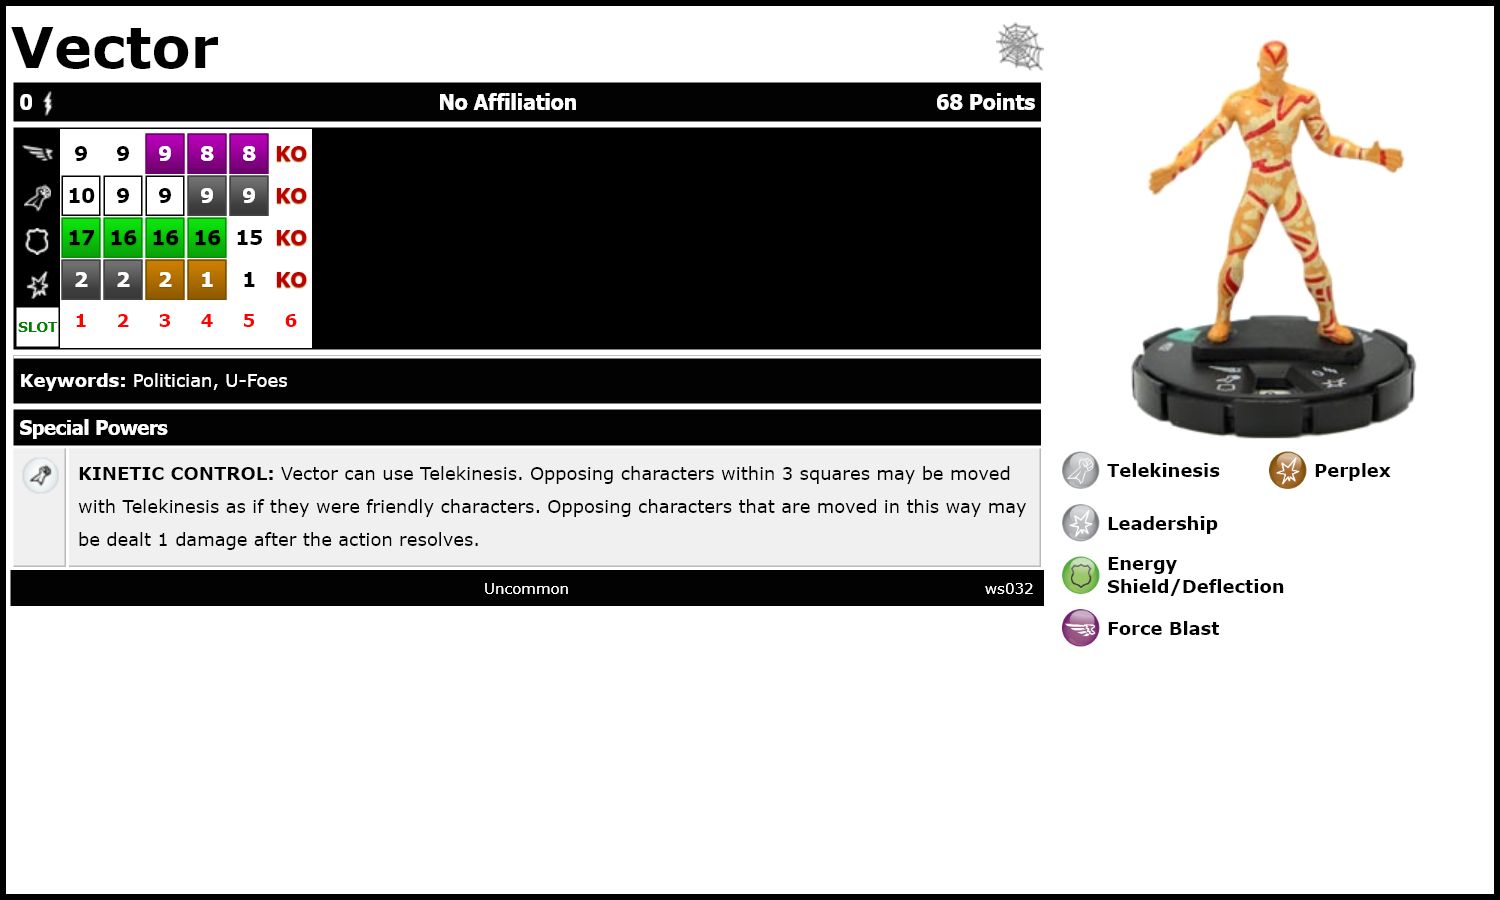 Vector
0 No Affiliation 68 Points
9 9 9 8 8 KO
10 9 9 9 9 KO
17 16 16 16 15 KO
2 2 2 1 1 KO
SLOT 1 2 3 4 5 6
Keywords: Politician, U-Foes
Special Powers
KINETIC CONTROL: Vector can use Telekinesis. Opposing characters within 3 squares may be moved
with Telekinesis as if they were friendly characters. Opposing characters that are moved in this way may
be dealt 1 damage after the action resolves.
Uncommon ws032
Telekinesis Perplex
Leadership
Energy
Shield/Deflection
Force Blast